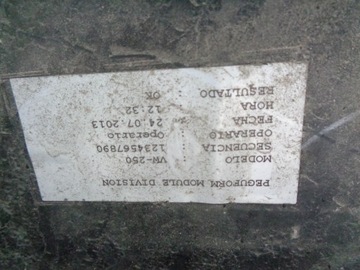 PEGUFORM MODULE DIVISION
MODELO : VW-250
SECUENCIA : 1234567890
OPERARIO : Operario
FECHA : 24.07.2013
HORA : 12:32
RESULTADO : OK